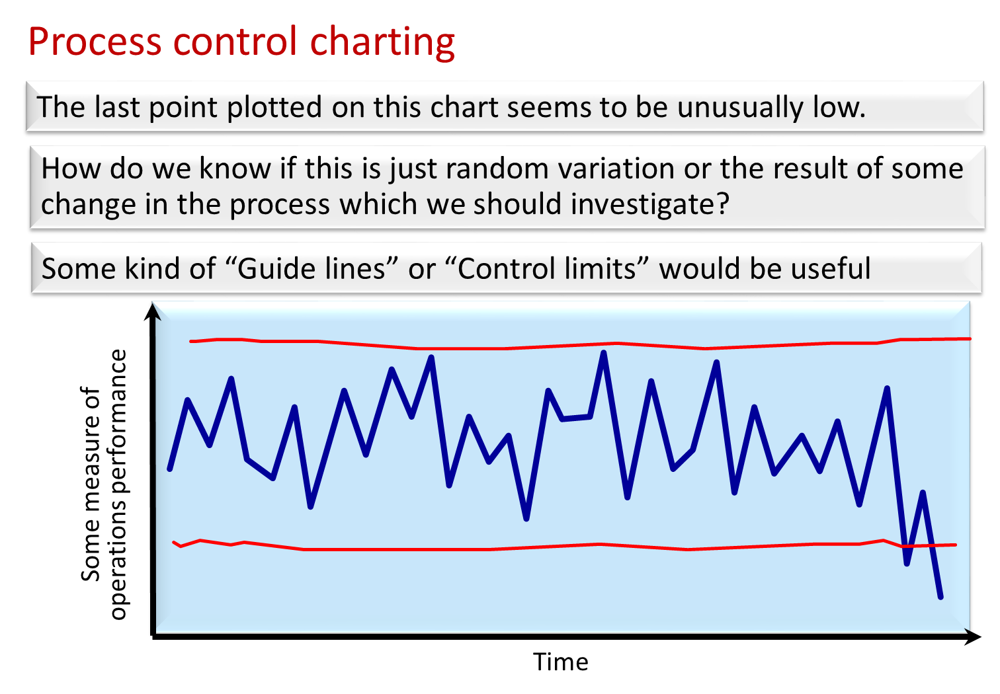 Process control charting
The last point plotted on this chart seems to be unusually low.
How do we know if this is just random variation or the result of some
change in the process which we should investigate?
Some kind of “Guide lines” or “Control limits” would be useful
Some measure of
operations performance
Time